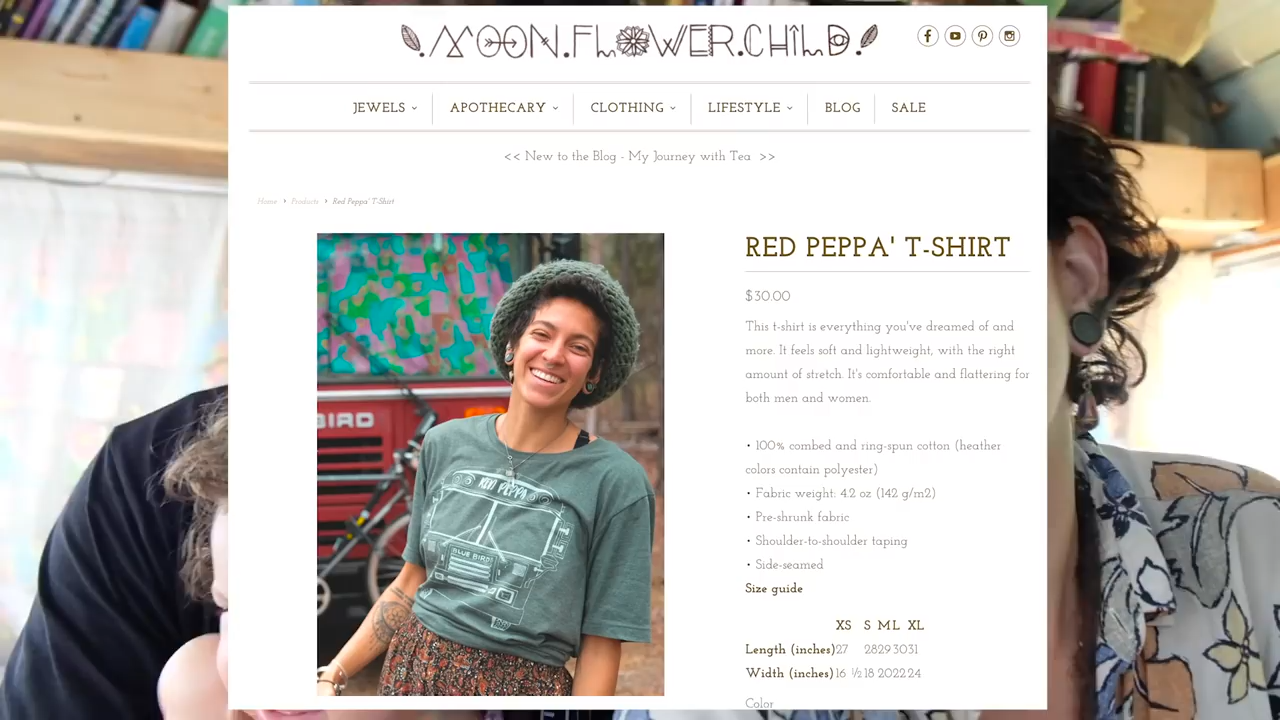 .MOON.FLOWER.CHILD.
JEWELS
APOTHECARY
CLOTHING
LIFESTYLE
BLOG
SALE
<< New to the Blog - My Journey with Tea >>
Home › Products › Red Peppa' T-Shirt
RED PEPPA' T-SHIRT
$30.00
This t-shirt is everything you've dreamed of and
more. It feels soft and lightweight, with the right
amount of stretch. It's comfortable and flattering for
both men and women.
• 100% combed and ring-spun cotton (heather
colors contain polyester)
• Fabric weight: 4.2 oz (142 g/m2)
• Pre-shrunk fabric
• Shoulder-to-shoulder taping
• Side-seamed
Size guide
XS S M L XL
Length (inches) 27 28 29 30 31
Width (inches) 16 ½ 18 20 22 24
Color
BIRD
RED PEPPA
BLUE BIRD